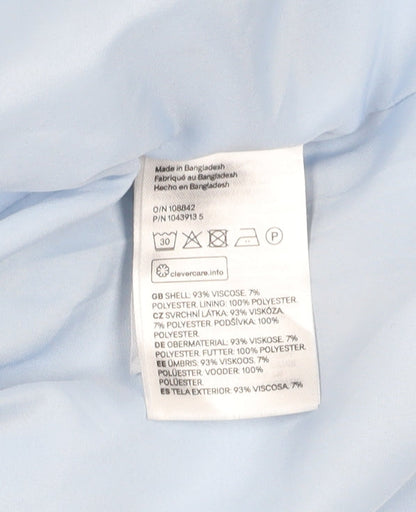 Made in Bangladesh
Fabriqué au Bangladesh
Hecho en Bangladesh
O/N 108842
P/N 1043913 5
30
P
clevercare.info
GB SHELL: 93% VISCOSE. 7%
POLYESTER. LINING: 100% POLYESTER.
CZ SVRCHNÍ LÁTKA: 93% VISKÓZA.
7% POLYESTER. PODŠÍVKA: 100%
POLYESTER.
DE OBERMATERIAL: 93% VISKOSE. 7%
POLYESTER. FUTTER: 100% POLYESTER.
EE ÜMBRIS: 93% VISKOOS. 7%
POLÜESTER. VOODER: 100%
POLÜESTER.
ES TELA EXTERIOR: 93% VISCOSA. 7%